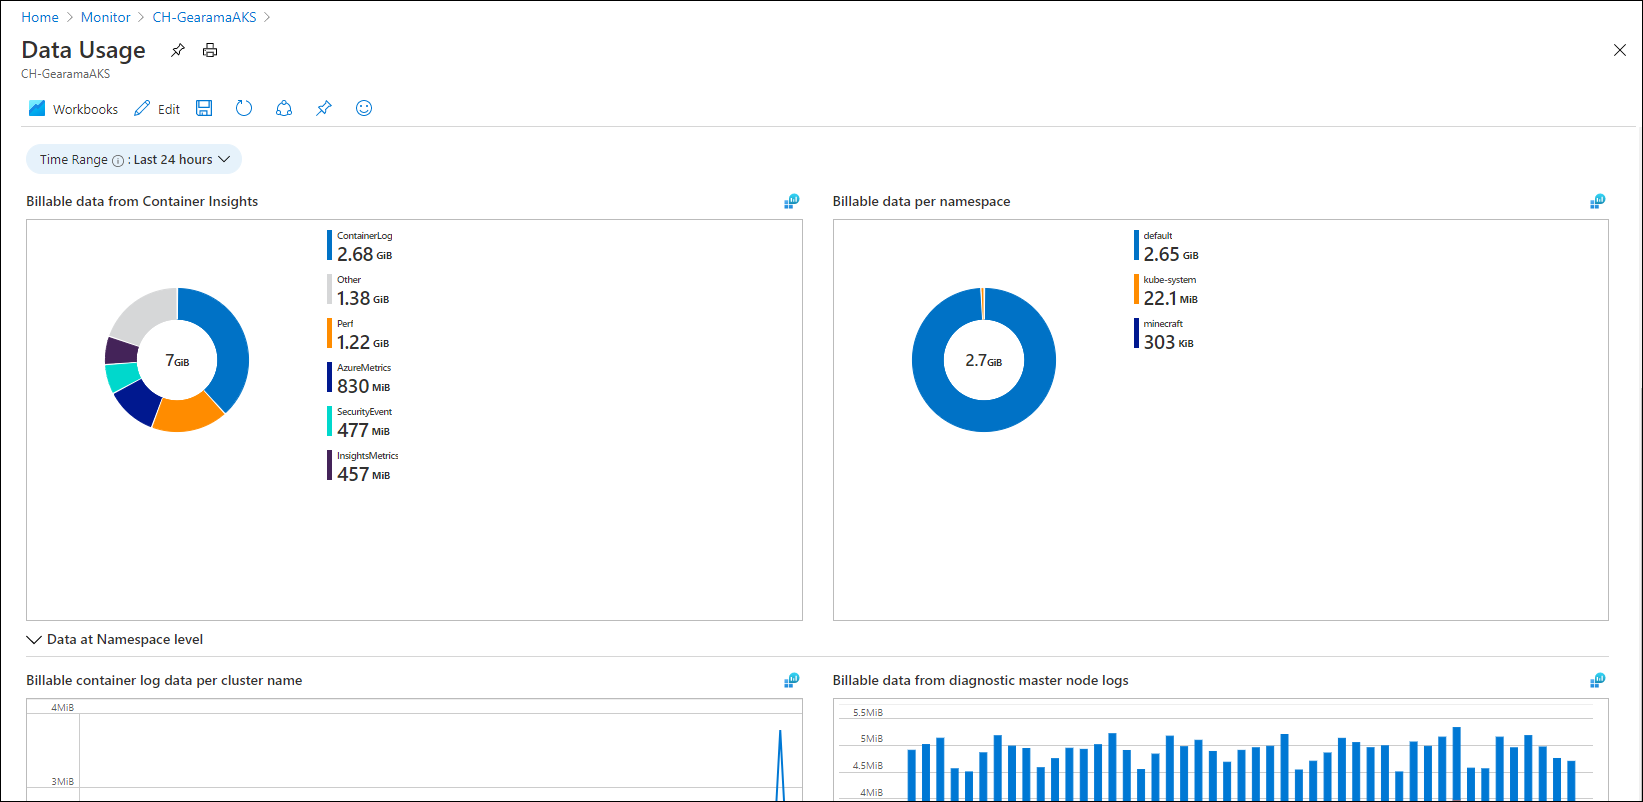 Home > Monitor > CH-GearamaAKS >
Data Usage
CH-GearamaAKS
Workbooks Edit
Time Range : Last 24 hours
Billable data from Container Insights
ContainerLog
2.68 GiB
Other
1.38 GiB
Perf
1.22 GiB
AzureMetrics
830 MiB
SecurityEvent
477 MiB
InsightsMetrics
457 MiB
7GiB
Billable data per namespace
default
2.65 GiB
kube-system
22.1 MiB
minecraft
303 KiB
2.7GiB
Data at Namespace level
Billable container log data per cluster name
4MiB
3MiB
Billable data from diagnostic master node logs
5.5MiB
5MiB
4.5MiB
4MiB